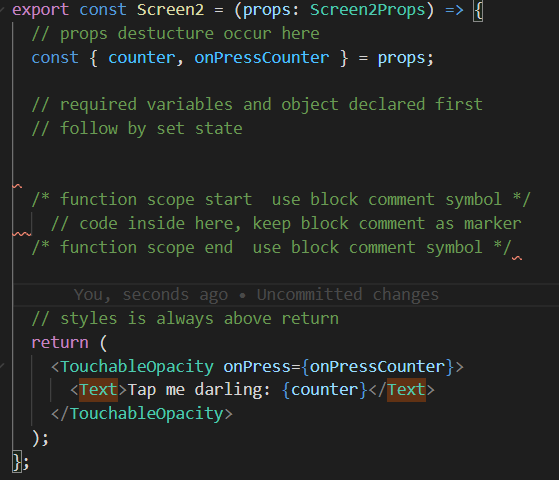 export const Screen2 = (props: Screen2Props) => {
// props destucture occur here
const { counter, onPressCounter } = props;
// required variables and object declared first
// follow by set state
/* function scope start  use block comment symbol */
// code inside here, keep block comment as marker
/* function scope end  use block comment symbol */
You, seconds ago • Uncommitted changes
// styles is always above return
return (
<TouchableOpacity onPress={onPressCounter}>
<Text>Tap me darling: {counter}</Text>
</TouchableOpacity>
);
};